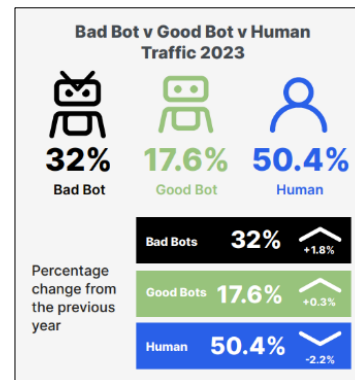 Bad Bot v Good Bot v Human
Traffic 2023
32% 17.6% 50.4%
Bad Bot Good Bot Human
Percentage
change from
the previous
year
Bad Bots 32% +1.8%
Good Bots 17.6% +0.3%
Human 50.4% -2.2%